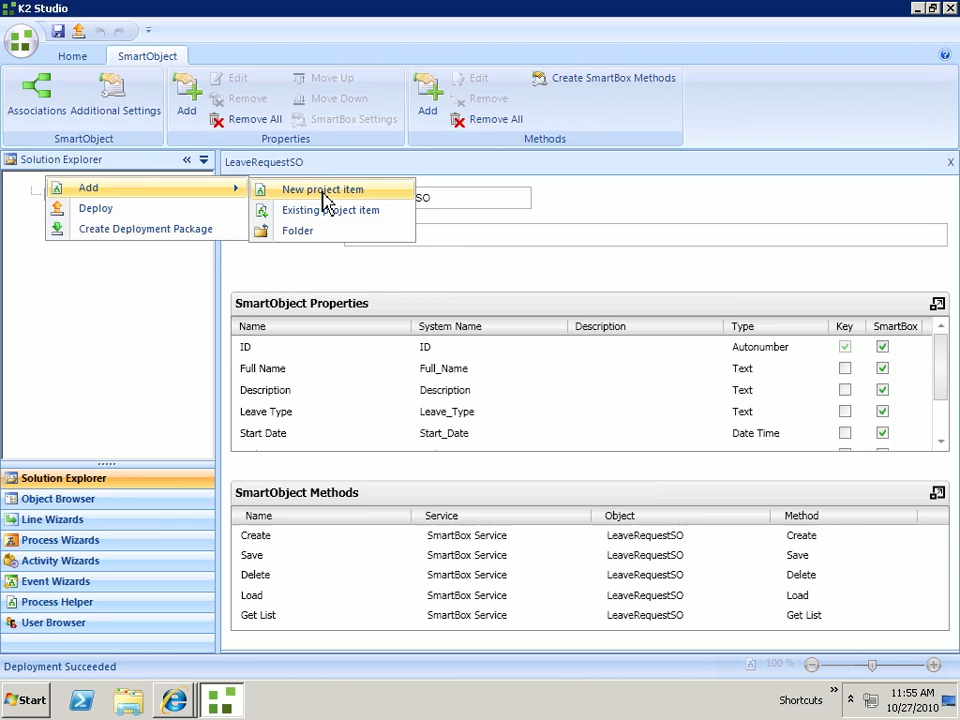 K2 Studio
Home
SmartObject
Associations
Additional Settings
SmartObject
Add
Edit
Remove
Remove All
Move Up
Move Down
SmartBox Settings
Properties
Add
Edit
Remove
Remove All
Create SmartBox Methods
Methods
Solution Explorer
LeaveRequestSO
X
Add
Deploy
Create Deployment Package
New project item
Existing project item
Folder
SO
SmartObject Properties
Name System Name Description Type Key SmartBox
ID ID Autonumber
Full Name Full_Name Text
Description Description Text
Leave Type Leave_Type Text
Start Date Start_Date Date Time
Solution Explorer
Object Browser
Line Wizards
Process Wizards
Activity Wizards
Event Wizards
Process Helper
User Browser
SmartObject Methods
Name Service Object Method
Create SmartBox Service LeaveRequestSO Create
Save SmartBox Service LeaveRequestSO Save
Delete SmartBox Service LeaveRequestSO Delete
Load SmartBox Service LeaveRequestSO Load
Get List SmartBox Service LeaveRequestSO Get List
Deployment Succeeded
100 %
Start
Shortcuts
11:55 AM
10/27/2010